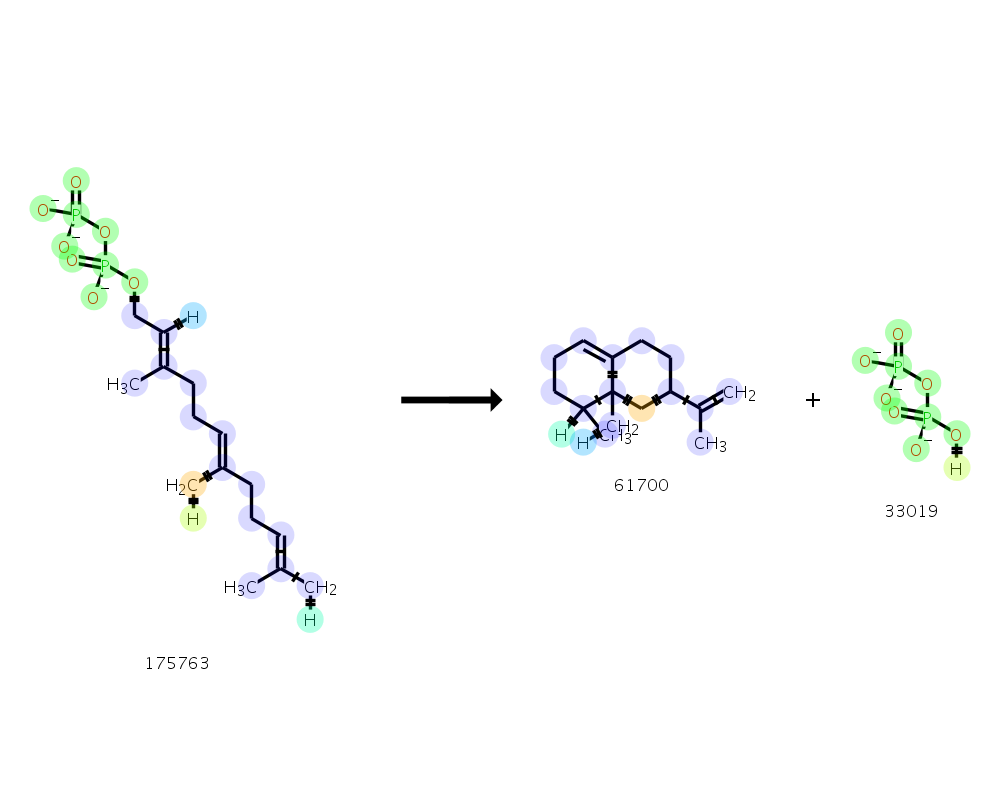 O
O⁻ P O
O⁻ O P O
O⁻
H
H₃C
H₂C
H
H₃C CH₂
H
175763
CH₂
CH₂
H CH₃
H
CH₃
61700
+
O
O⁻ P O
O⁻ O P O
O⁻
H
33019